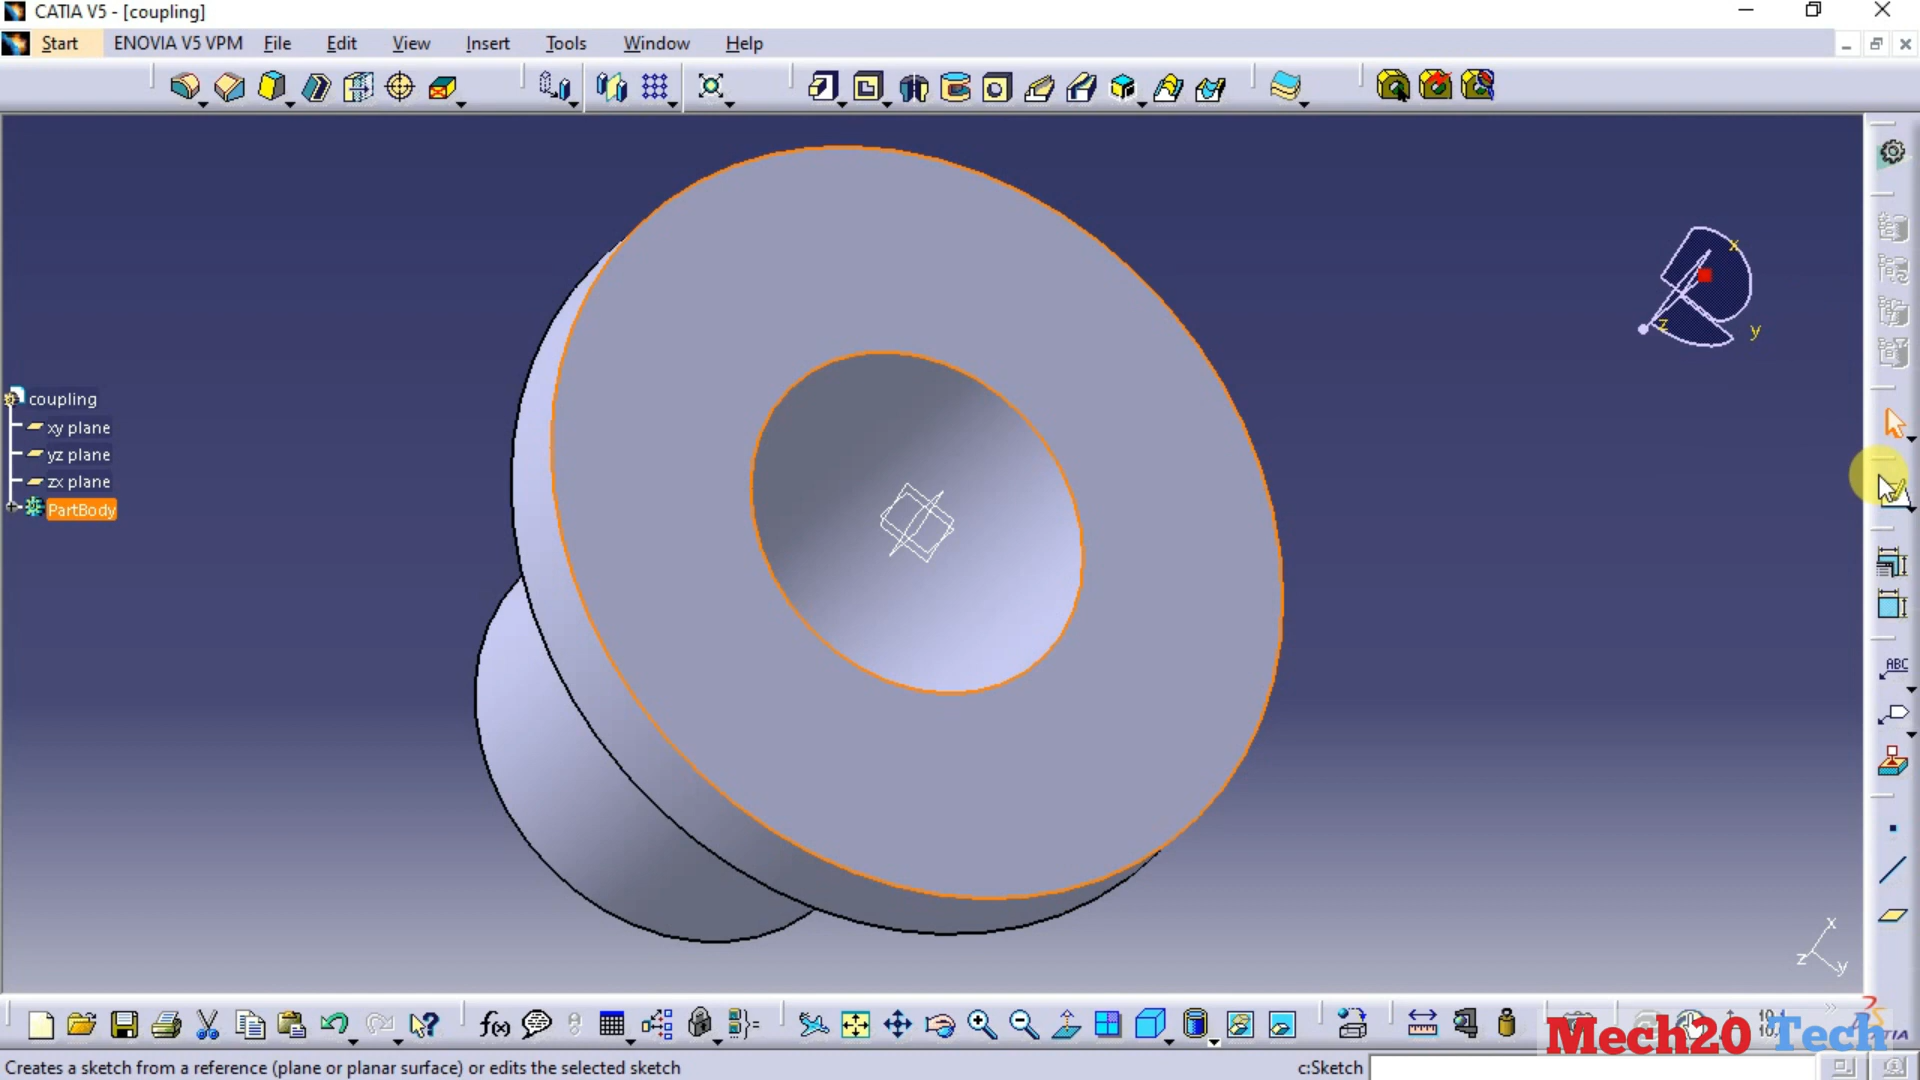 CATIA V5 - [coupling]
Start ENOVIA V5 VPM File Edit View Insert Tools Window Help
x
z y
coupling
xy plane
yz plane
zx plane
PartBody
ABC
x
z y
f(x)
Mech20 Tech
Creates a sketch from a reference (plane or planar surface) or edits the selected sketch c:Sketch